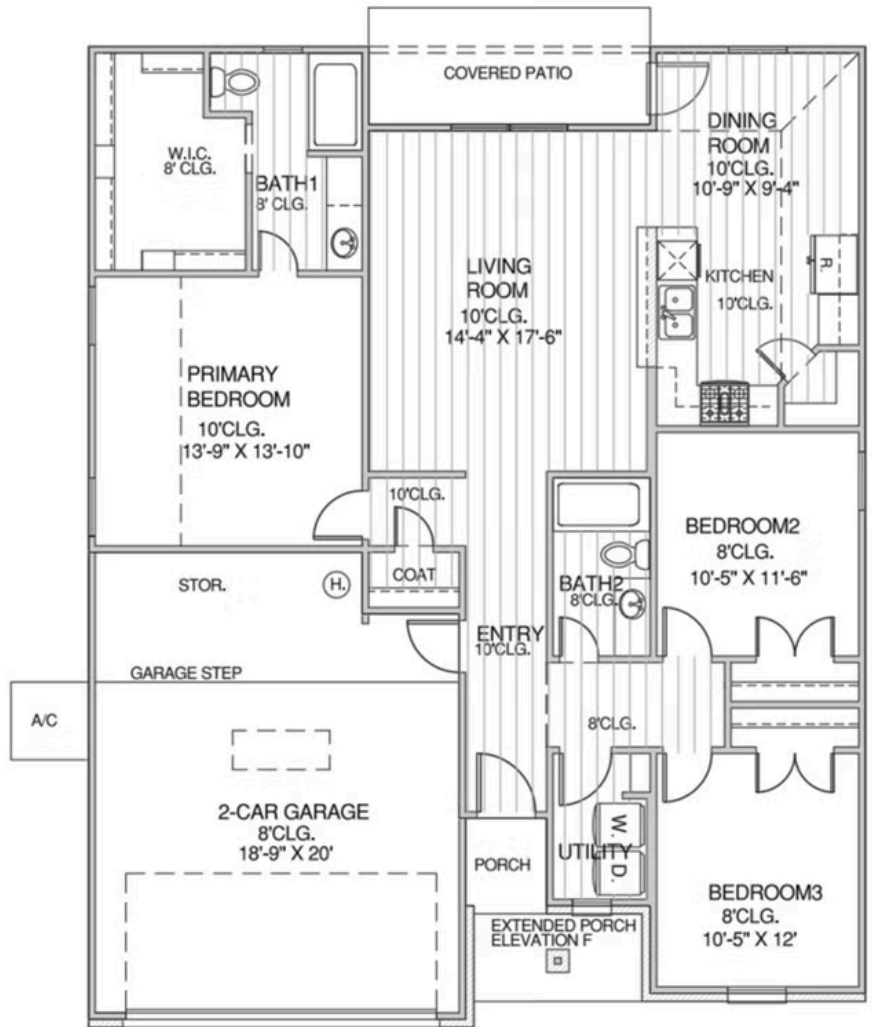 COVERED PATIO
W.I.C.
8' CLG.
BATH1
8' CLG.
DINING
ROOM
10'CLG.
10'-9" X 9'-4"
LIVING
ROOM
10'CLG.
14'-4" X 17'-6"
KITCHEN
10'CLG.
R.
PRIMARY
BEDROOM
10'CLG.
13'-9" X 13'-10"
10'CLG.
COAT
STOR.
H.
BATH2
8'CLG.
BEDROOM2
8'CLG.
10'-5" X 11'-6"
ENTRY
10'CLG.
GARAGE STEP
A/C
8'CLG.
2-CAR GARAGE
8'CLG.
18'-9" X 20'
PORCH
UTILITY
W.
D.
BEDROOM3
8'CLG.
10'-5" X 12'
EXTENDED PORCH
ELEVATION F